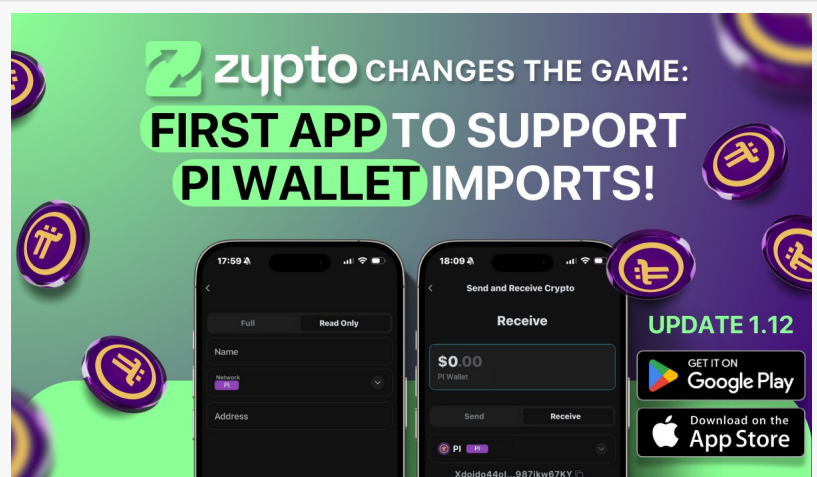 zypto CHANGES THE GAME:
FIRST APP TO SUPPORT
PI WALLET IMPORTS!
17:59
Full
Read Only
Name
Network
PI
Address
18:09
Send and Receive Crypto
Receive
$0.00
PI Wallet
Send
Receive
PI PI
Xdoido44ol...987jkw67KY
UPDATE 1.12
GET IT ON
Google Play
Download on the
App Store